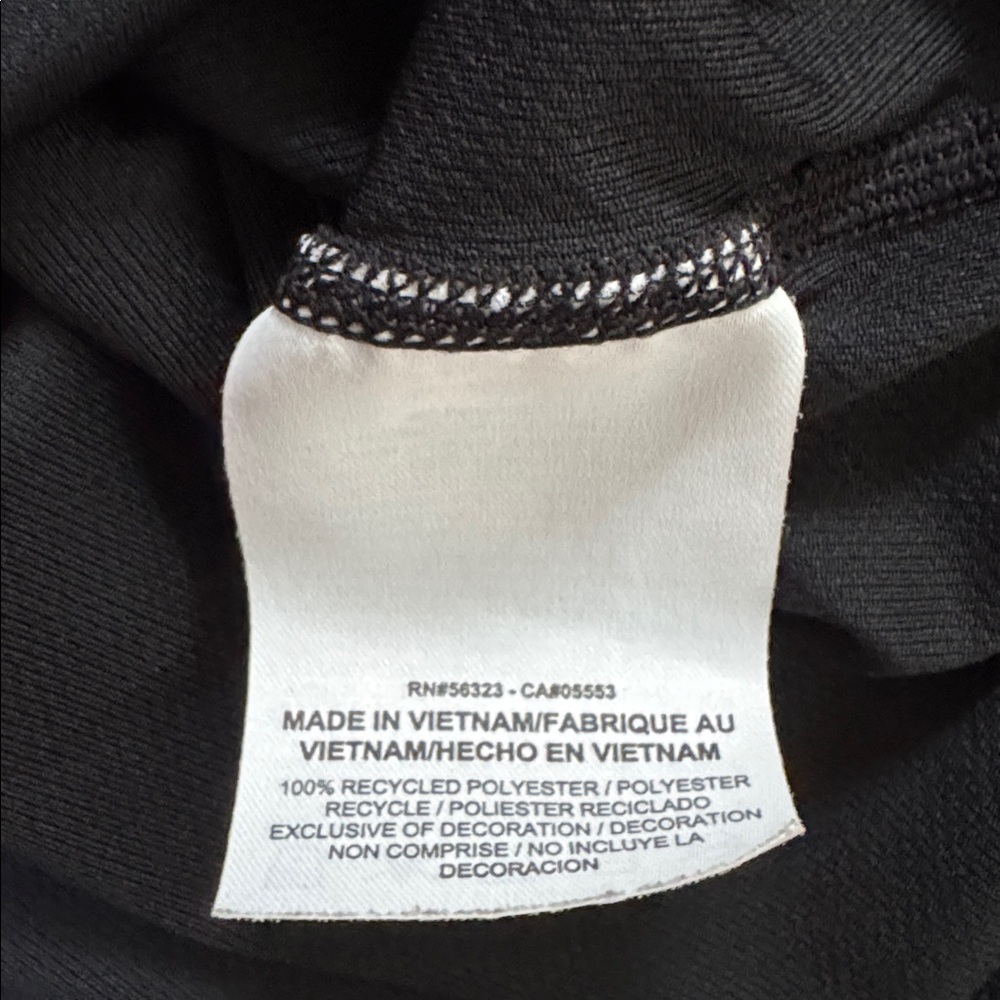 RN#56323 - CA#05553
MADE IN VIETNAM/FABRIQUE AU
VIETNAM/HECHO EN VIETNAM
100% RECYCLED POLYESTER / POLYESTER
RECYCLE / POLIESTER RECICLADO
EXCLUSIVE OF DECORATION / DECORATION
NON COMPRISE / NO INCLUYE LA
DECORACION